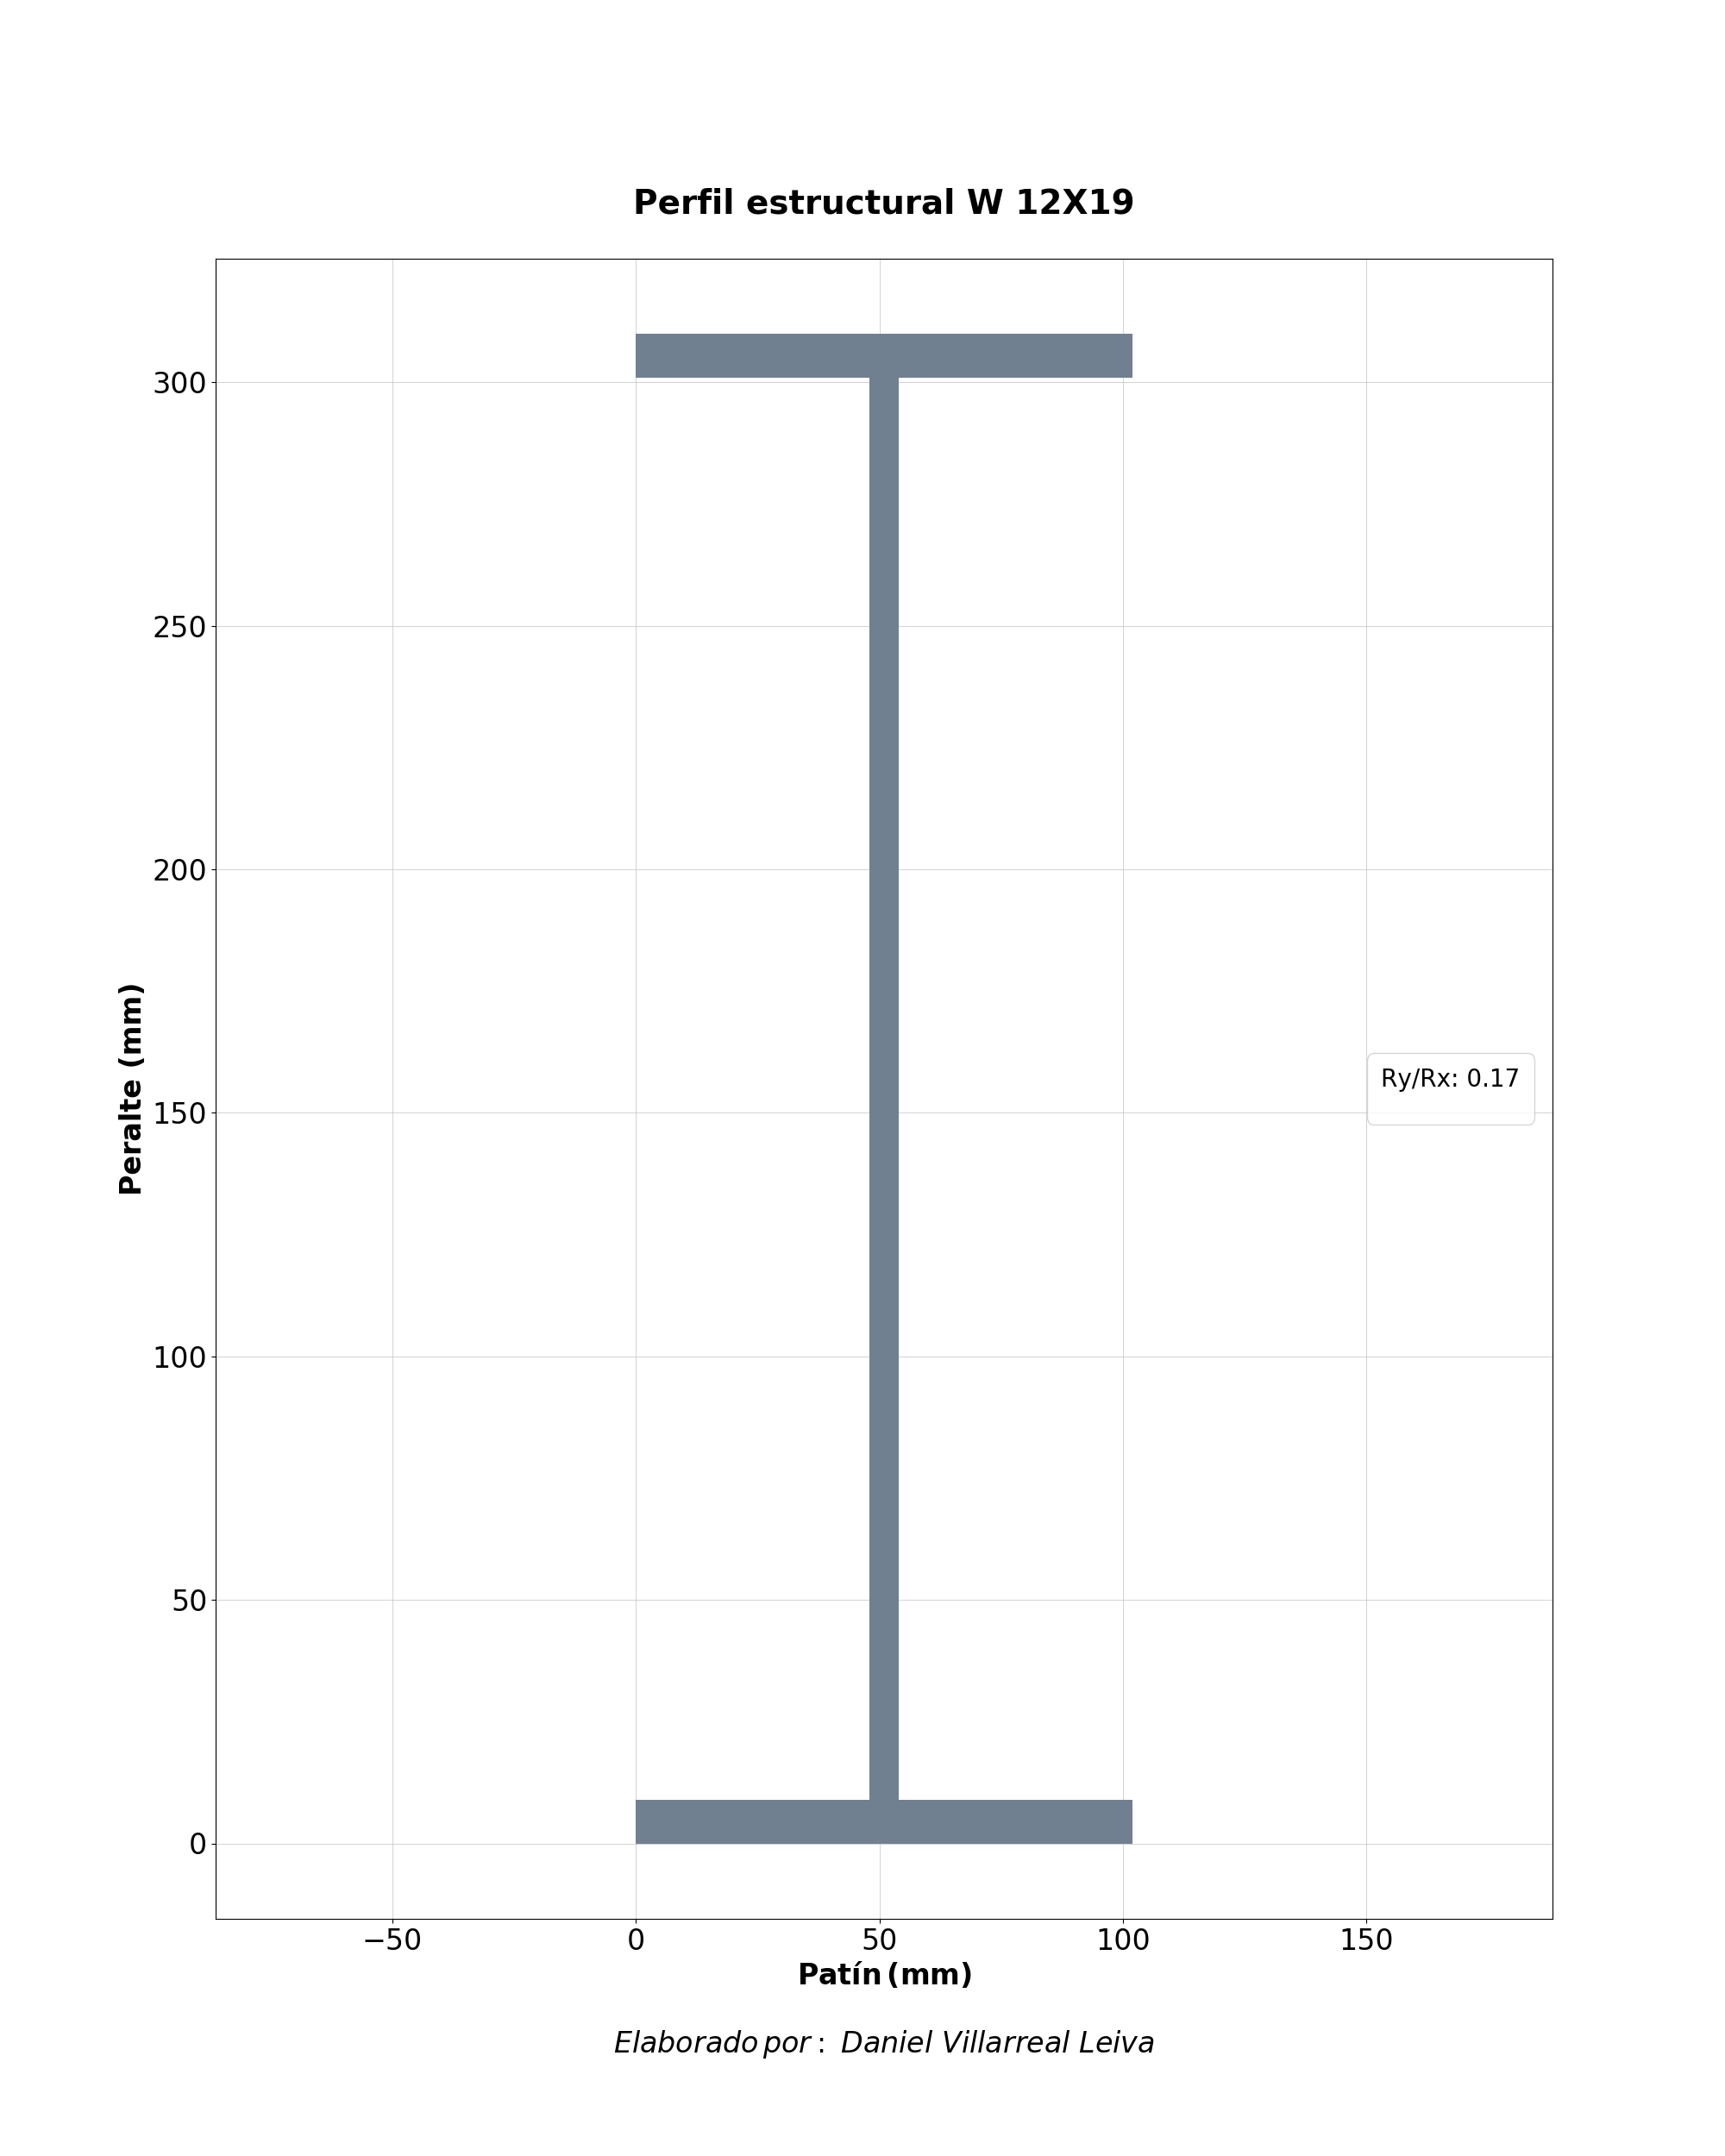 Perfil estructural W 12X19
300
250
200
150
100
50
0
Peralte (mm)
Ry/Rx: 0.17
−50
0
50
100
150
Patín (mm)
Elaborado por: Daniel Villarreal Leiva